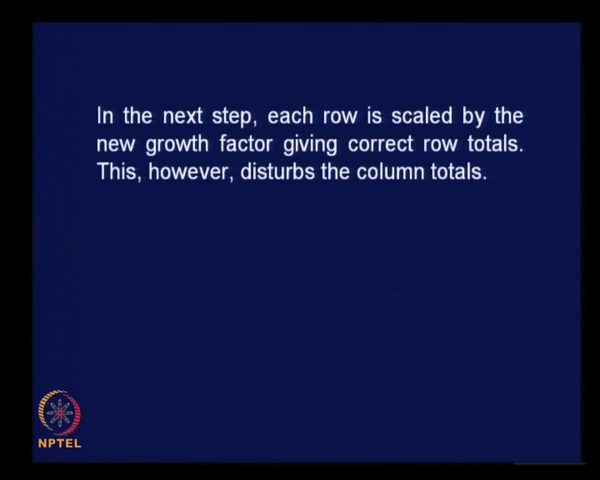 In the next step, each row is scaled by the
new growth factor giving correct row totals.
This, however, disturbs the column totals.
NPTEL